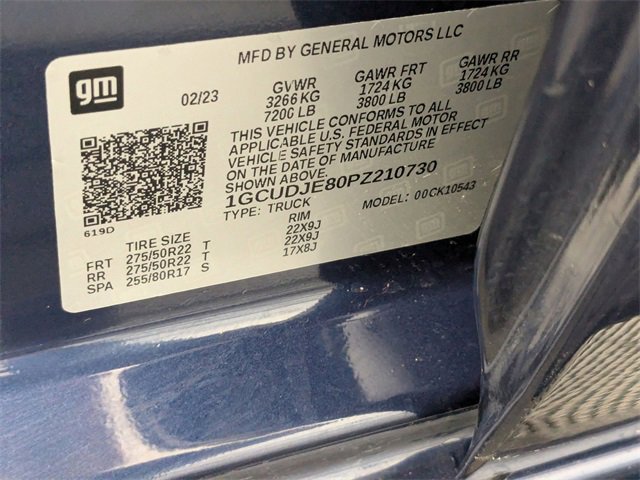 MFD BY GENERAL MOTORS LLC
gm
02/23
GVWR GAWR FRT GAWR RR
3266 KG 1724 KG 1724 KG
7200 LB 3800 LB 3800 LB
THIS VEHICLE CONFORMS TO ALL
APPLICABLE U.S. FEDERAL MOTOR
VEHICLE SAFETY STANDARDS IN EFFECT
ON THE DATE OF MANUFACTURE
SHOWN ABOVE.
1GCUDJE80PZ210730
TYPE: TRUCK MODEL: 00CK10543
619D
TIRE SIZE RIM
FRT 275/50R22 T 22X9J
RR 275/50R22 T 22X9J
SPA 255/80R17 S 17X8J